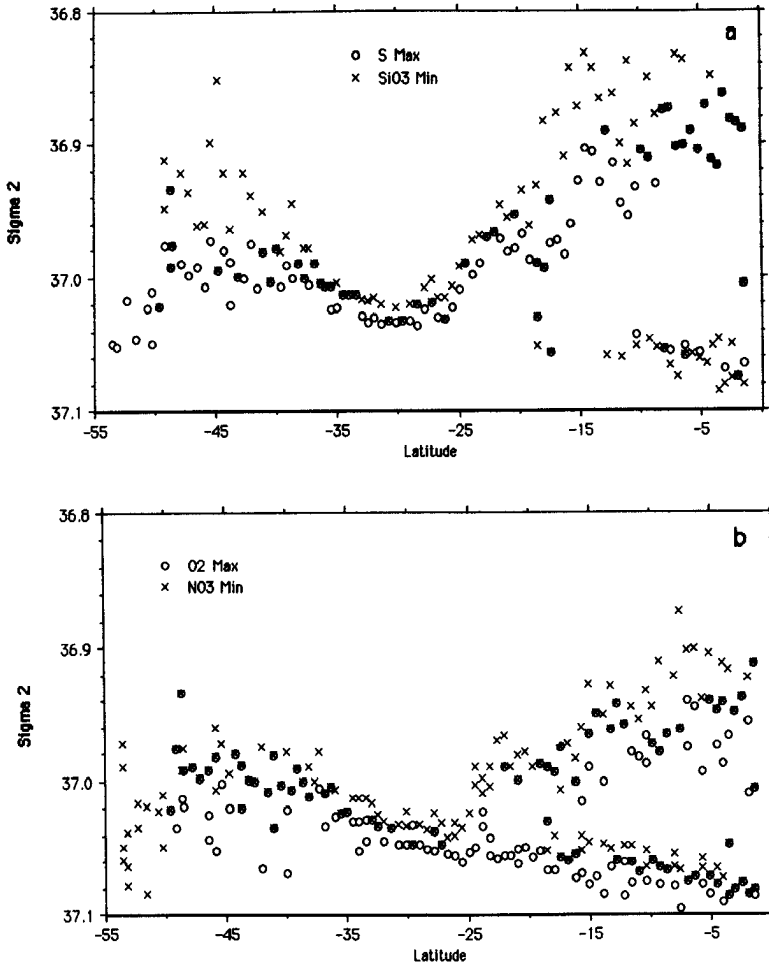 36.8
a
o S Max
× SiO3 Min
36.9
Sigma 2
37.0
37.1
-55 -45 -35 -25 -15 -5
Latitude
36.8
b
o O2 Max
× NO3 Min
36.9
Sigma 2
37.0
37.1
-55 -45 -35 -25 -15 -5
Latitude